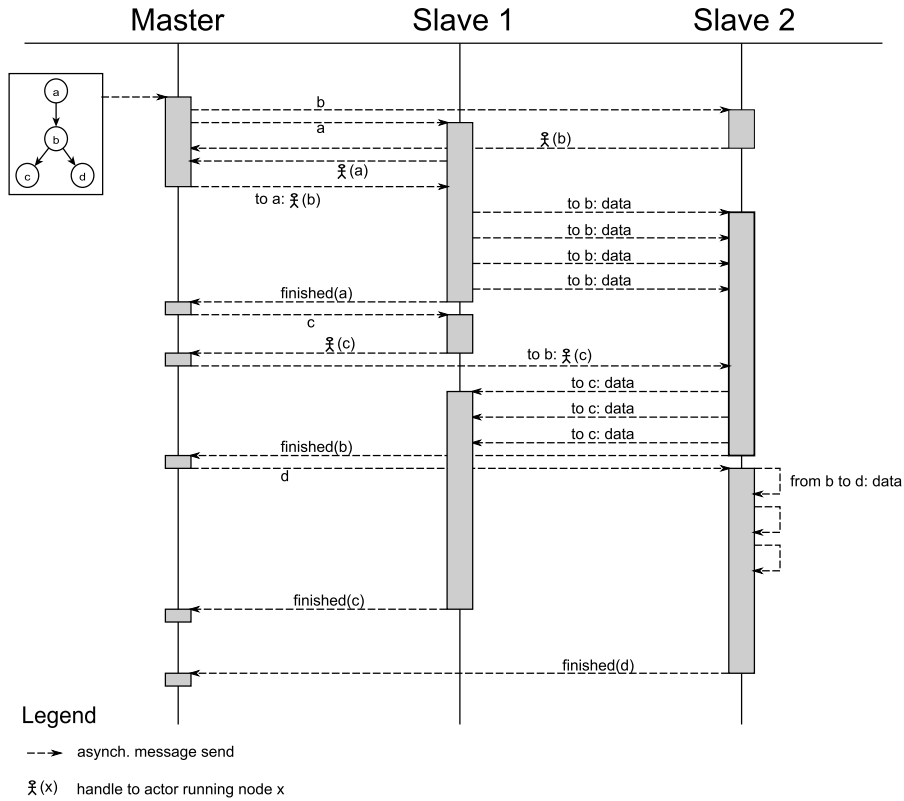 Master
Slave 1
Slave 2
a
b
c
d
b
a
(b)
(a)
to a: (b)
to b: data
to b: data
to b: data
to b: data
finished(a)
c
(c)
to b: (c)
to c: data
to c: data
to c: data
finished(b)
d
from b to d: data
finished(c)
finished(d)
Legend
asynch. message send
(x) handle to actor running node x